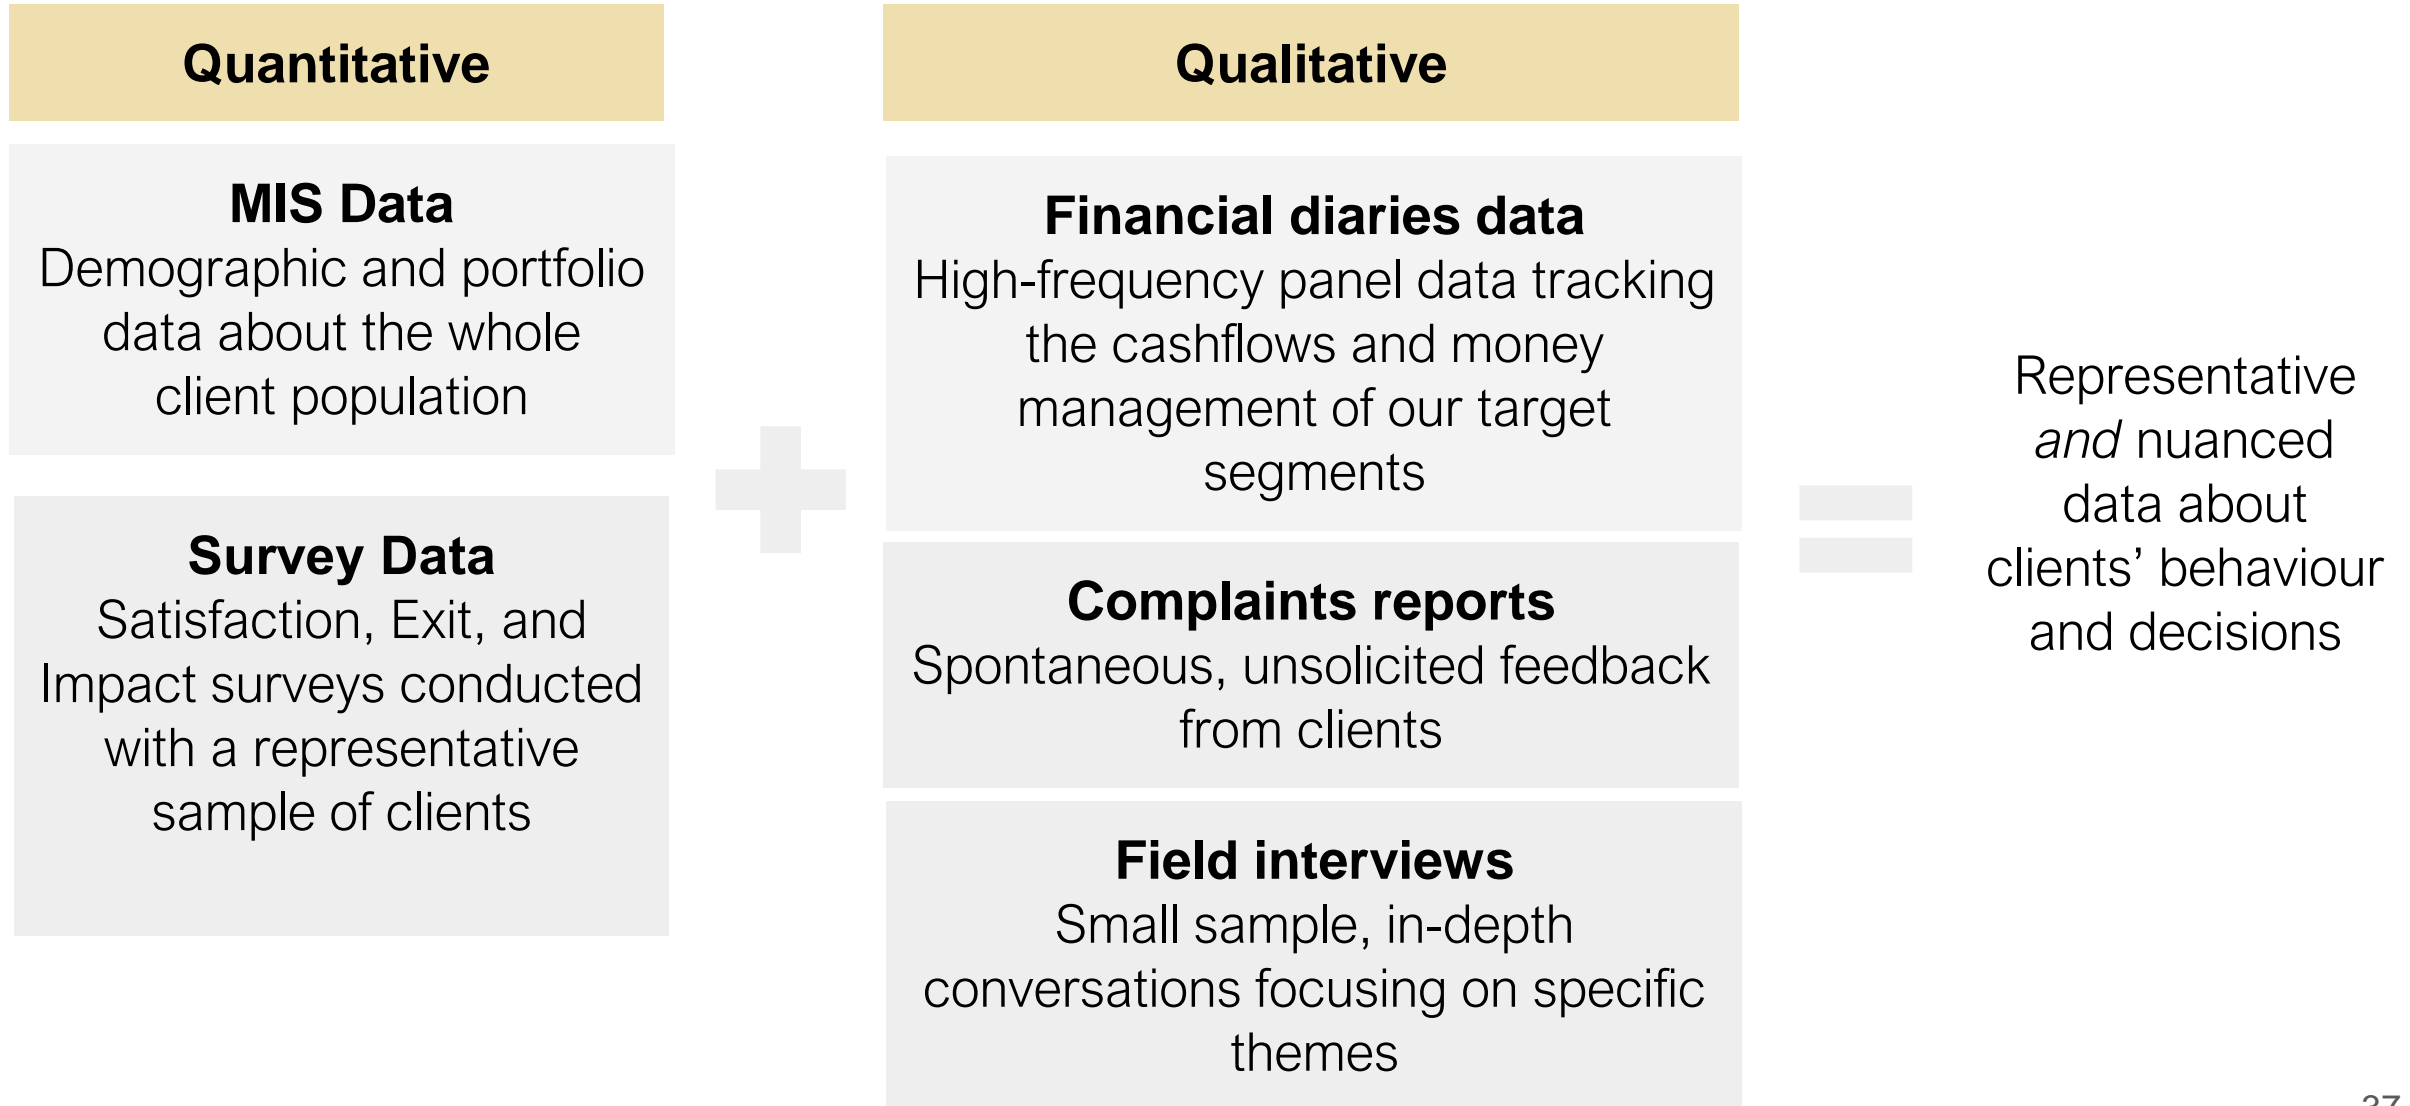 Quantitative
MIS Data
Demographic and portfolio
data about the whole
client population
Survey Data
Satisfaction, Exit, and
Impact surveys conducted
with a representative
sample of clients
Qualitative
Financial diaries data
High-frequency panel data tracking
the cashflows and money
management of our target
segments
Complaints reports
Spontaneous, unsolicited feedback
from clients
Field interviews
Small sample, in-depth
conversations focusing on specific
themes
Representative
and nuanced
data about
clients’ behaviour
and decisions
37